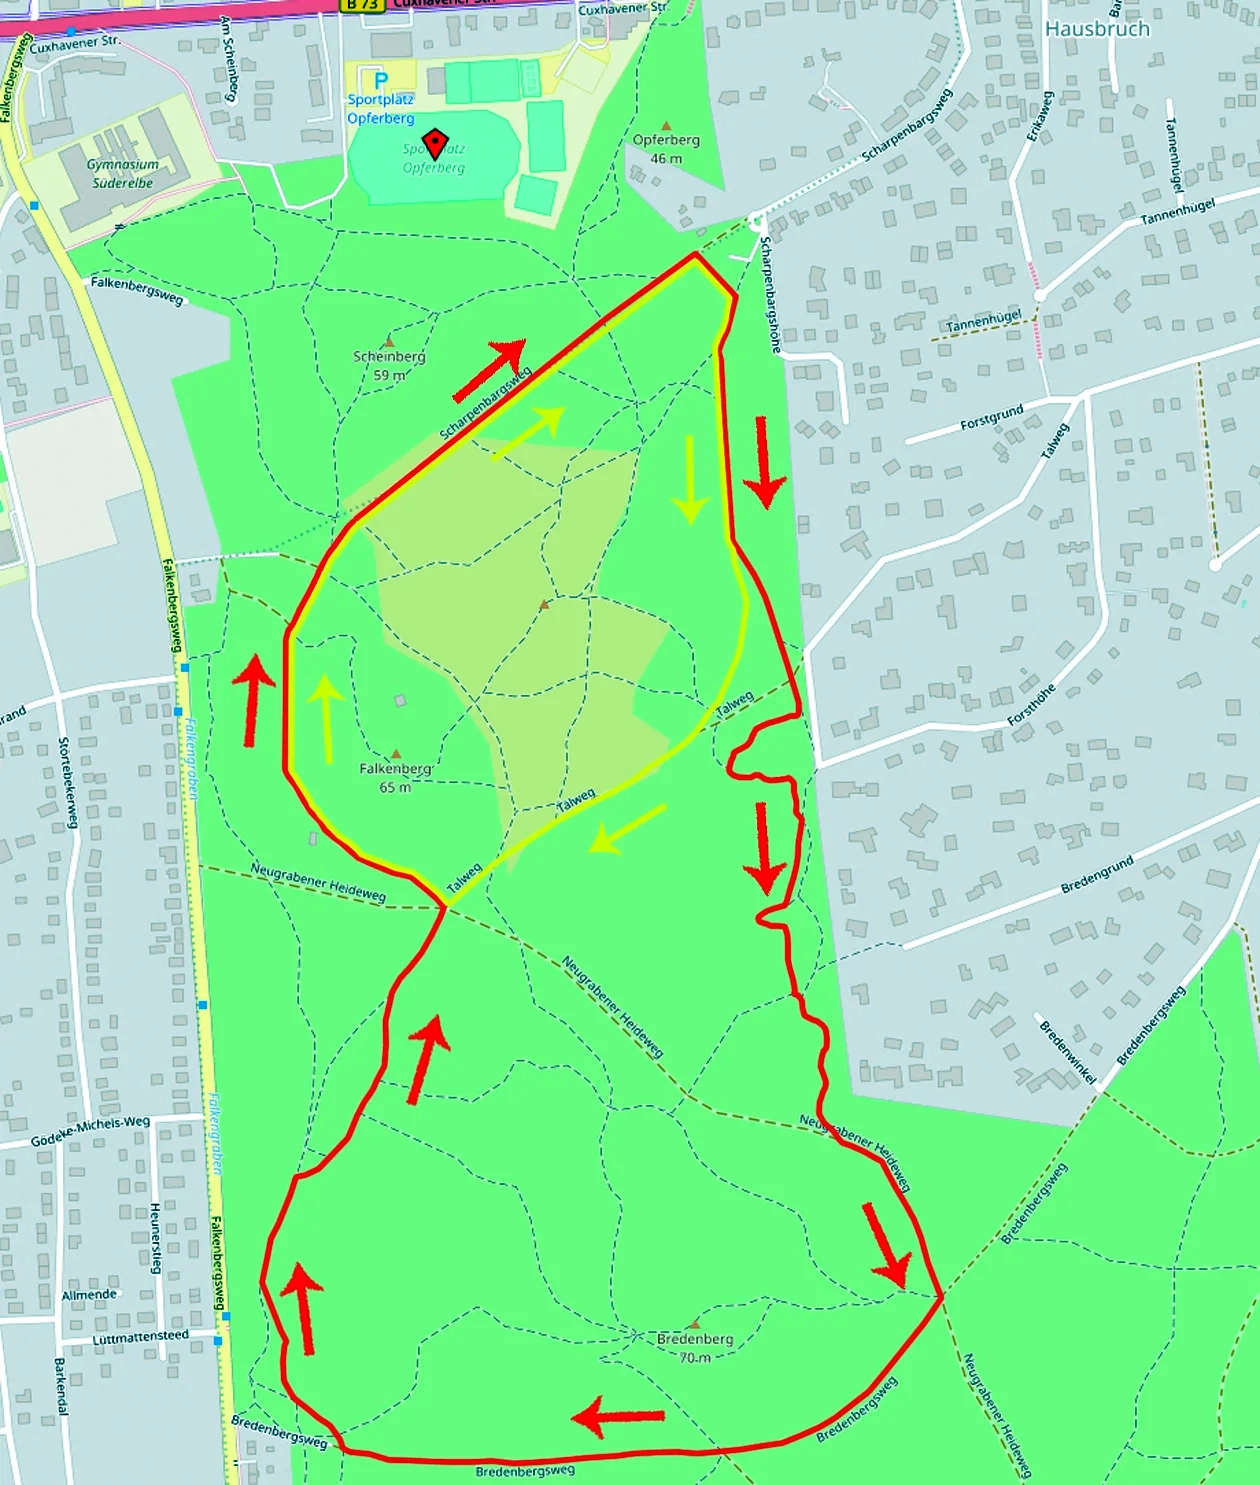 B 73
Cuxhavener Str.
Cuxhavener Str.
Cuxhavener Str.
Hausbruch
Falkenbergsweg
Am Scheinberg
P
Sportplatz
Opferberg
Sportplatz
Opferberg
Opferberg
46 m
Scharpenbargsweg
Erikaweg
Tannenhügel
Tannenhügel
Gymnasium
Süderelbe
Falkenbergsweg
Scharpenbargshöhe
Tannenhügel
Scheinberg
59 m
Scharpenbargsweg
Forstgrund
Talweg
Falkenbergsweg
Talweg
Forsthöhe
Störtebekerweg
Falkengraben
Falkenberg
65 m
Talweg
Talweg
Neugrabener Heideweg
Bredengrund
Neugrabener Heideweg
Bredenbergsweg
Bredenwinkel
Gödeke-Michels-Weg
Falkengraben
Neugrabener Heideweg
Bredenbergsweg
Heunerstieg
Falkenbergsweg
Allmende
Lüttmattensteed
Bredenberg
70 m
Barkendal
Neugrabener Heideweg
Bredenbergsweg
Bredenbergsweg
Bredenbergsweg